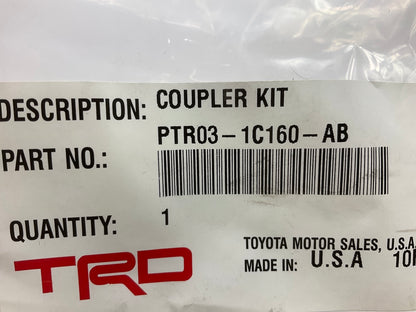 DESCRIPTION: COUPLER KIT
PART NO.: PTR03-1C160-AB
QUANTITY: 1
TRD
TOYOTA MOTOR SALES, U.S.A.
MADE IN: U.S.A